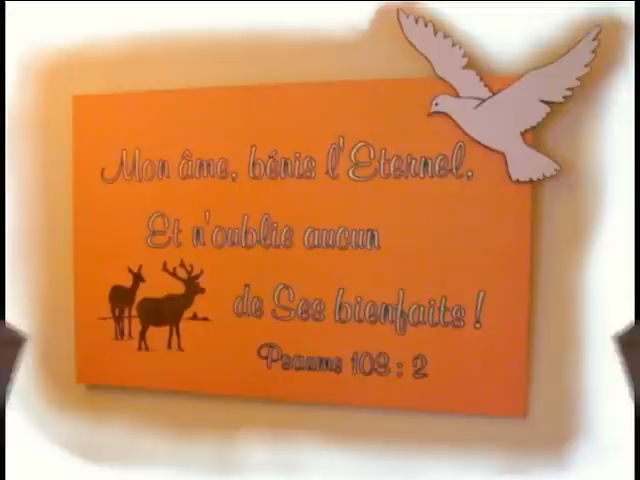 Mon âme, bénis l'Eternel,
Et n'oublie aucun
de Ses bienfaits !
Psaume 103 : 2